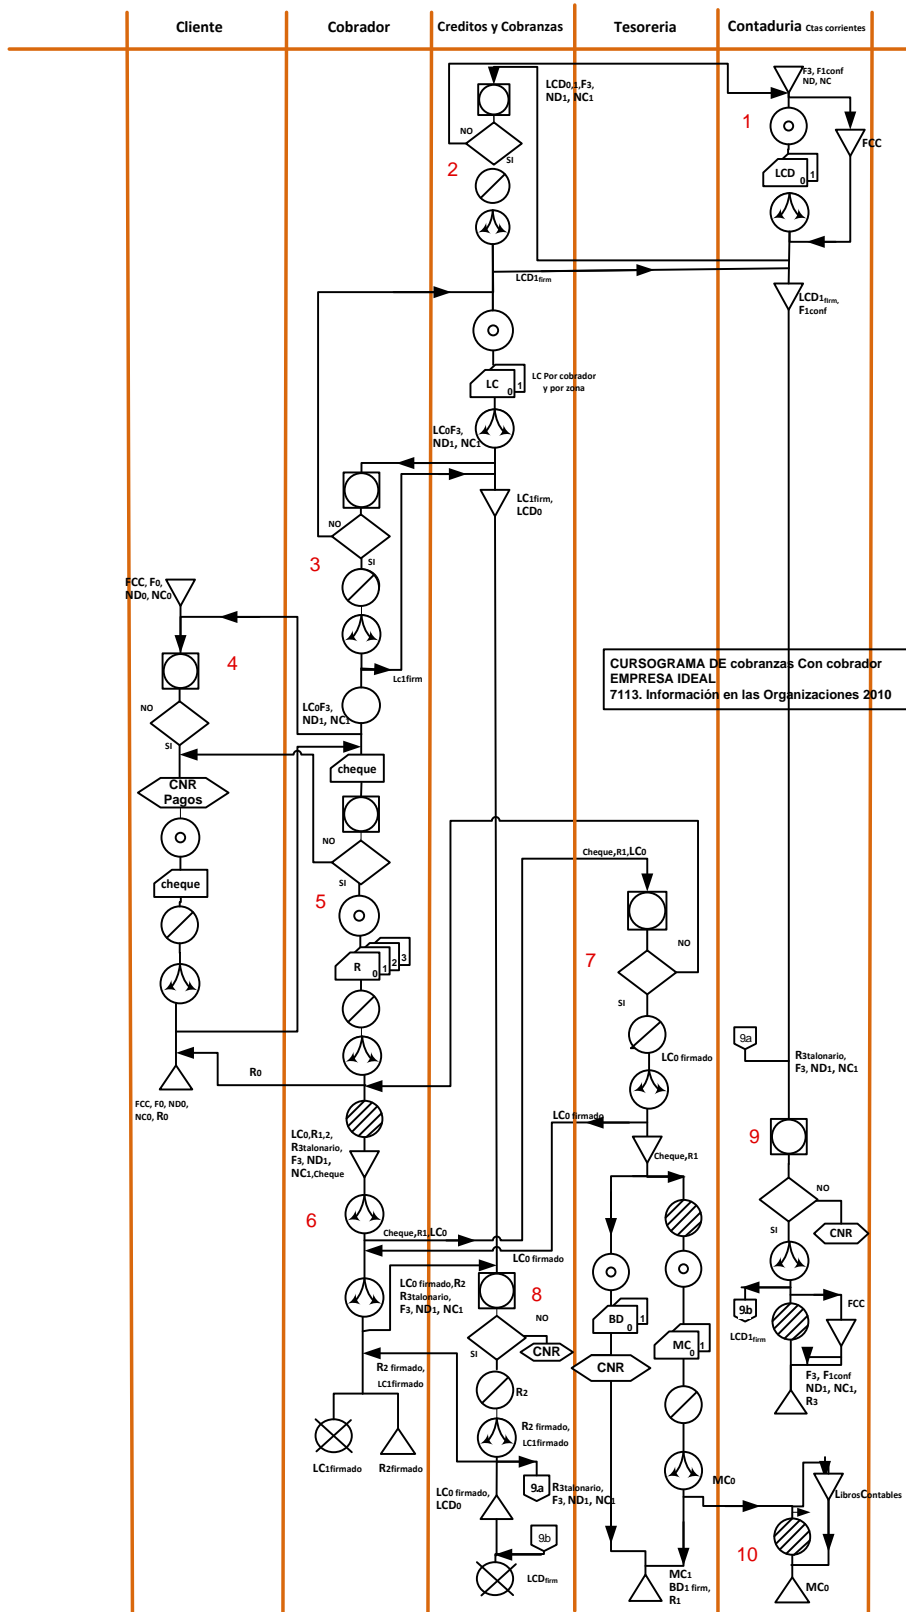 Cliente
Cobrador
Creditos y Cobranzas
Tesoreria
Contaduria Ctas corrientes
F3, F1conf
ND, NC
LCD0,1,F3,
ND1, NC1
1
NO
SI
FCC
2
LCD 0 1
LCD1firm
LCD1firm,
F1conf
LC 0 1
LC Por cobrador
y por zona
LC0F3,
ND1, NC1
LC1firm,
LCD0
NO
SI
3
FCC, F0,
ND0, NC0
4
Lc1firm
CURSOGRAMA DE cobranzas Con cobrador
EMPRESA IDEAL
7113. Información en las Organizaciones 2010
NO
SI
LC0F3,
ND1, NC1
cheque
CNR
Pagos
NO
SI
Cheque,R1,LC0
cheque
5
R 0 1 2 3
7
NO
SI
9a
R3talonario,
F3, ND1, NC1
LC0 firmado
R0
FCC, F0, ND0,
NC0, R0
LC0,R1,2,
R3talonario,
F3, ND1,
NC1,Cheque
LC0 firmado
Cheque,R1
9
NO
SI
CNR
6
Cheque,R1,LC0
LC0 firmado
LC0 firmado,R2
R3talonario,
F3, ND1, NC1
8
NO
SI
CNR
BD 0 1
MC 0 1
CNR
9.b
LCD1firm
FCC
R2 firmado,
LC1firmado
R2
F3, F1conf
ND1, NC1,
R3
R2 firmado,
LC1firmado
LC1firmado
R2firmado
LC0 firmado,
LCD0
9.a
R3talonario,
F3, ND1, NC1
MC0
LibrosContables
9.b
LCDfirm
10
MC1
BD1 firm,
R1
MC0